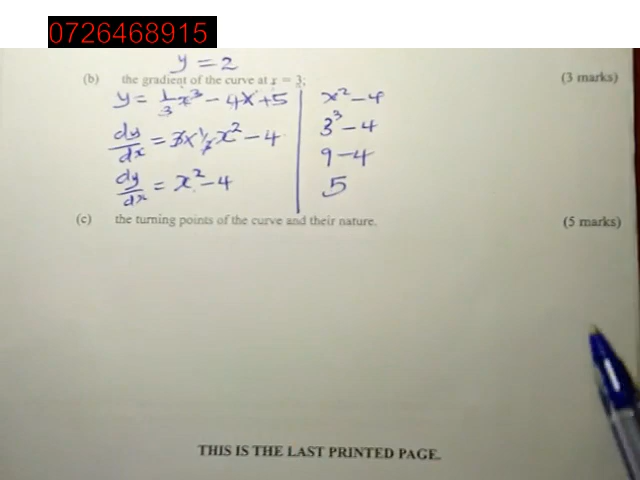 0726468915
y = 2
(b) the gradient of the curve at x = 3; (3 marks)
y = 1/3 x³ − 4x + 5 | x² − 4
dy/dx = 3 x 1/3 x² − 4 | 3³ − 4
9 − 4
dy/dx = x² − 4 | 5
(c) the turning points of the curve and their nature. (5 marks)
THIS IS THE LAST PRINTED PAGE.